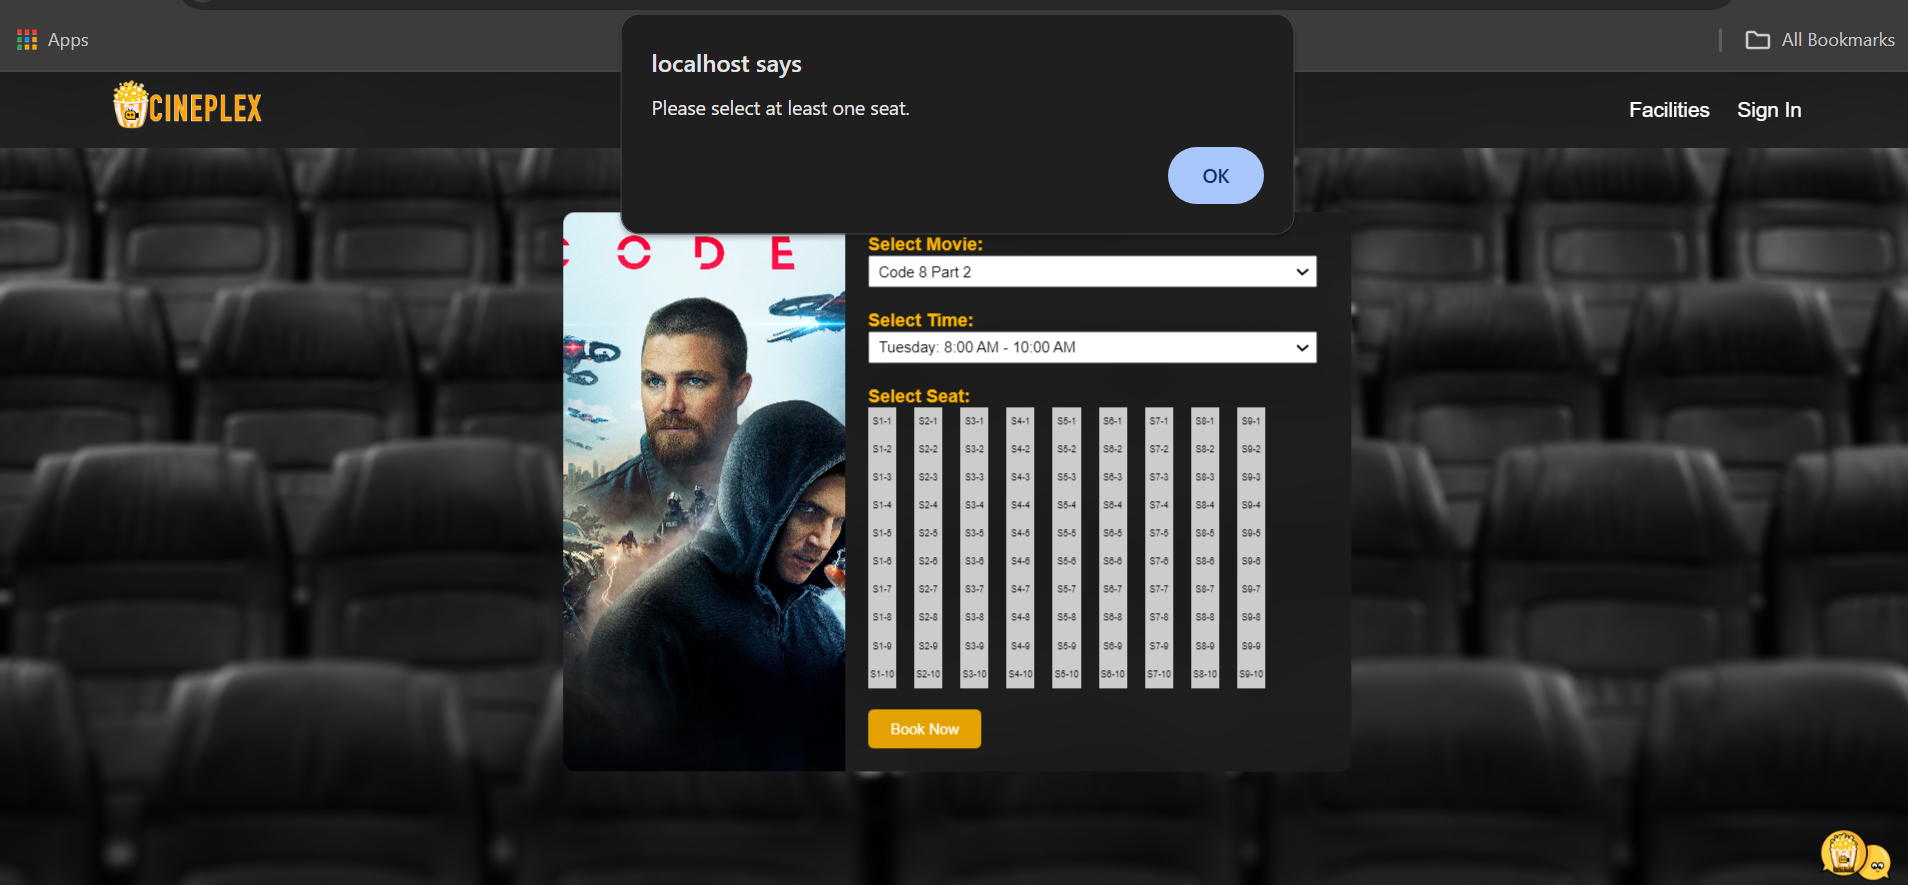 Apps
All Bookmarks
localhost says
Please select at least one seat.
OK
CINEPLEX
Facilities
Sign In
CODE
Select Movie:
Code 8 Part 2
Select Time:
Tuesday: 8:00 AM - 10:00 AM
Select Seat:
S1-1 S2-1 S3-1 S4-1 S5-1 S6-1 S7-1 S8-1 S9-1
S1-2 S2-2 S3-2 S4-2 S5-2 S6-2 S7-2 S8-2 S9-2
S1-3 S2-3 S3-3 S4-3 S5-3 S6-3 S7-3 S8-3 S9-3
S1-4 S2-4 S3-4 S4-4 S5-4 S6-4 S7-4 S8-4 S9-4
S1-5 S2-5 S3-5 S4-5 S5-5 S6-5 S7-5 S8-5 S9-5
S1-6 S2-6 S3-6 S4-6 S5-6 S6-6 S7-6 S8-6 S9-6
S1-7 S2-7 S3-7 S4-7 S5-7 S6-7 S7-7 S8-7 S9-7
S1-8 S2-8 S3-8 S4-8 S5-8 S6-8 S7-8 S8-8 S9-8
S1-9 S2-9 S3-9 S4-9 S5-9 S6-9 S7-9 S8-9 S9-9
S1-10 S2-10 S3-10 S4-10 S5-10 S6-10 S7-10 S8-10 S9-10
Book Now